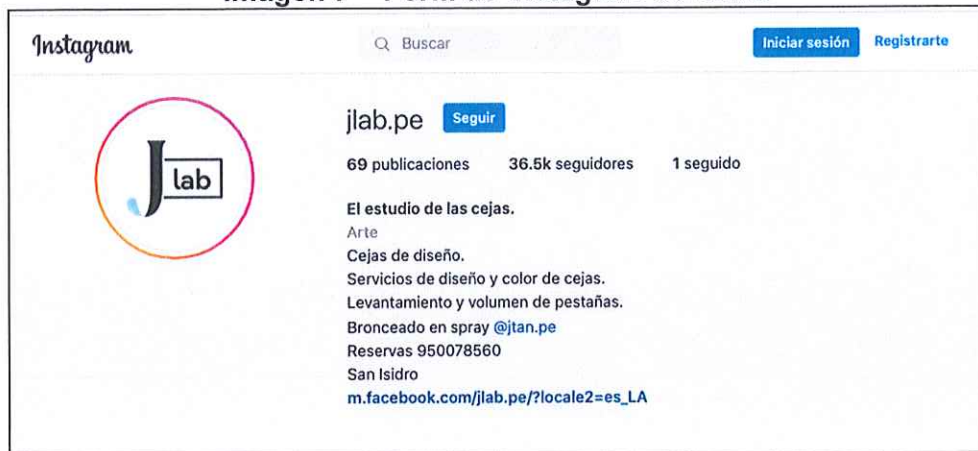 Instagram
Buscar
Iniciar sesión
Registrarte
J lab
jlab.pe
Seguir
69 publicaciones 36.5k seguidores 1 seguido
El estudio de las cejas.
Arte
Cejas de diseño.
Servicios de diseño y color de cejas.
Levantamiento y volumen de pestañas.
Bronceado en spray @jtan.pe
Reservas 950078560
San Isidro
m.facebook.com/jlab.pe/?locale2=es_LA